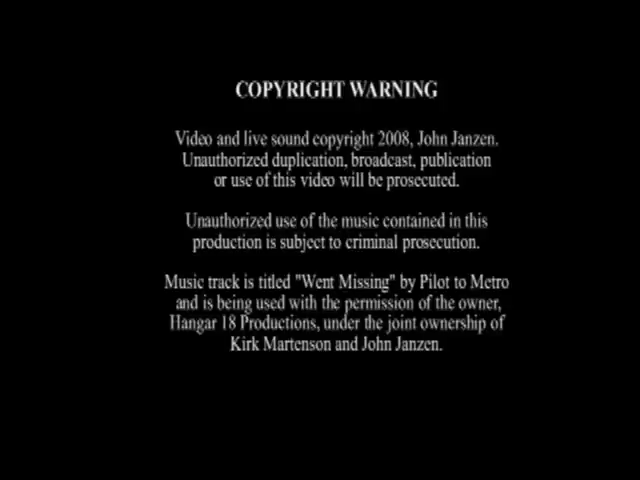 COPYRIGHT WARNING
Video and live sound copyright 2008, John Janzen.
Unauthorized duplication, broadcast, publication
or use of this video will be prosecuted.
Unauthorized use of the music contained in this
production is subject to criminal prosecution.
Music track is titled "Went Missing" by Pilot to Metro
and is being used with the permission of the owner,
Hangar 18 Productions, under the joint ownership of
Kirk Martenson and John Janzen.